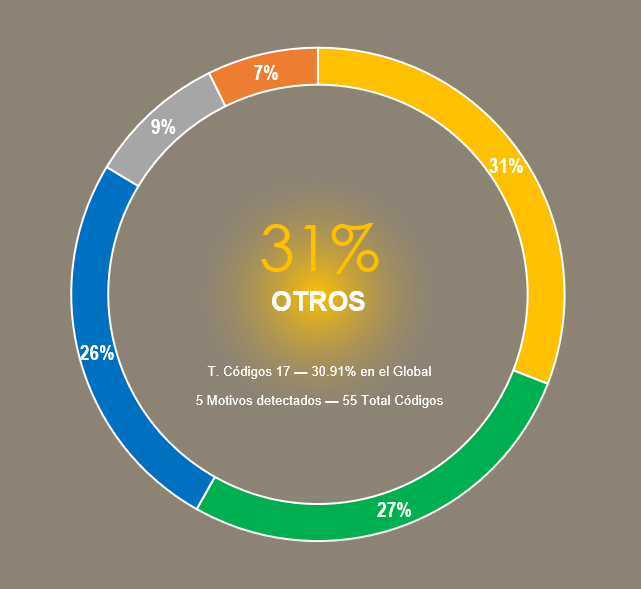 7%
9%
31%
31%
OTROS
26%
T. Códigos 17 — 30.91% en el Global
5 Motivos detectados — 55 Total Códigos
27%